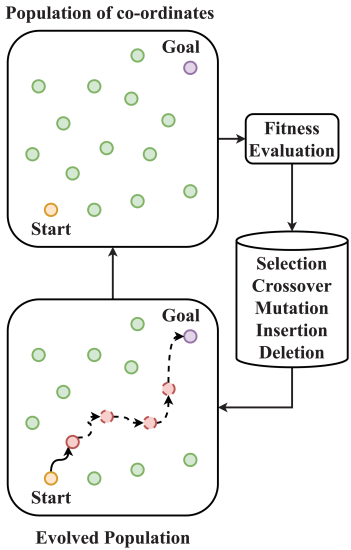 Population of co-ordinates
Goal
Start
Fitness
Evaluation
Selection
Crossover
Mutation
Insertion
Deletion
Goal
Start
Evolved Population